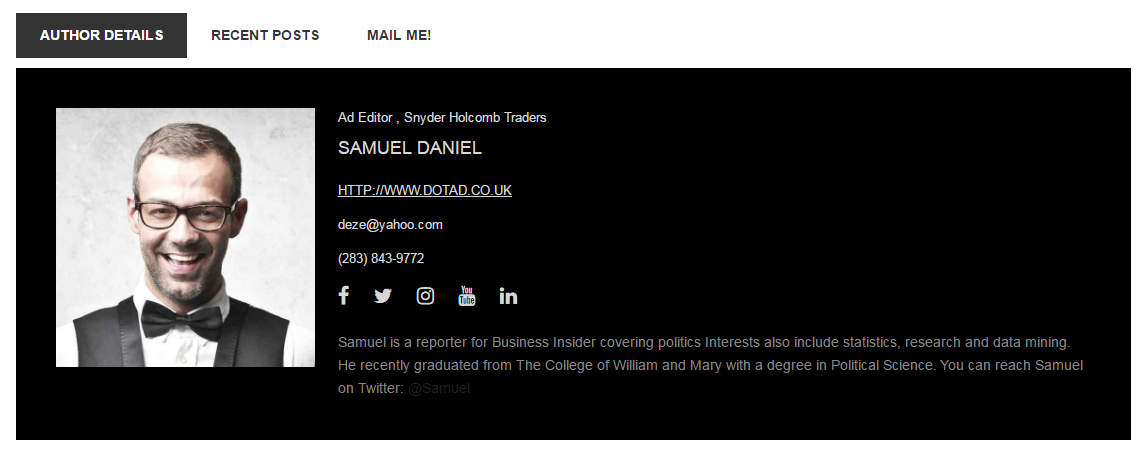 AUTHOR DETAILS RECENT POSTS MAIL ME!
Ad Editor , Snyder Holcomb Traders
SAMUEL DANIEL
HTTP://WWW.DOTAD.CO.UK
deze@yahoo.com
(283) 843-9772
You
Tube
Samuel is a reporter for Business Insider covering politics Interests also include statistics, research and data mining.
He recently graduated from The College of William and Mary with a degree in Political Science. You can reach Samuel
on Twitter: @Samuel